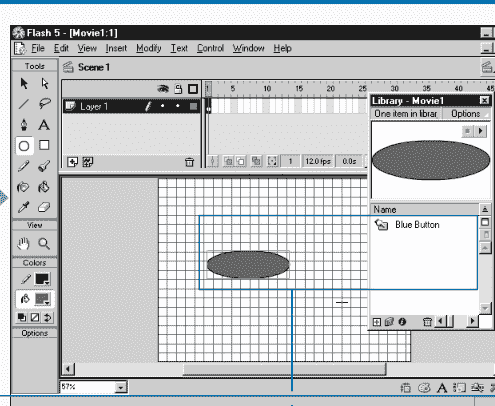 Flash 5 - [Movie1:1]
File Edit View Insert Modify Text Control Window Help
Tools
Scene 1
1 5 10 15 20 25 30 35 40 45
Layer 1
Library - Movie1
One item in librar Options
1 12.0 fps 0.0s
Name
Blue Button
View
Colors
Options
57%